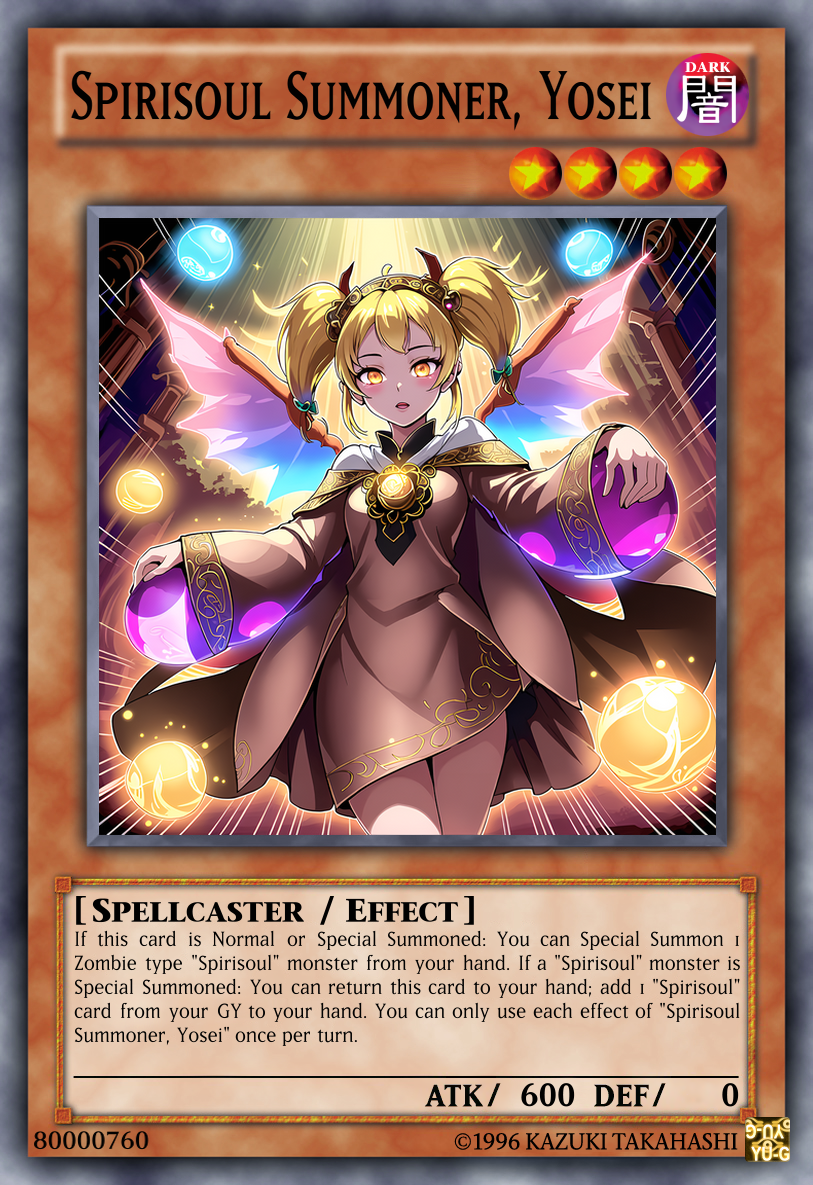 Spirisoul Summoner, Yosei
DARK
闇
[Spellcaster / Effect]
If this card is Normal or Special Summoned: You can Special Summon 1
Zombie type "Spirisoul" monster from your hand. If a "Spirisoul" monster is
Special Summoned: You can return this card to your hand; add 1 "Spirisoul"
card from your GY to your hand. You can only use each effect of "Spirisoul
Summoner, Yosei" once per turn.
ATK/ 600 DEF/ 0
80000760 ©1996 KAZUKI TAKAHASHI